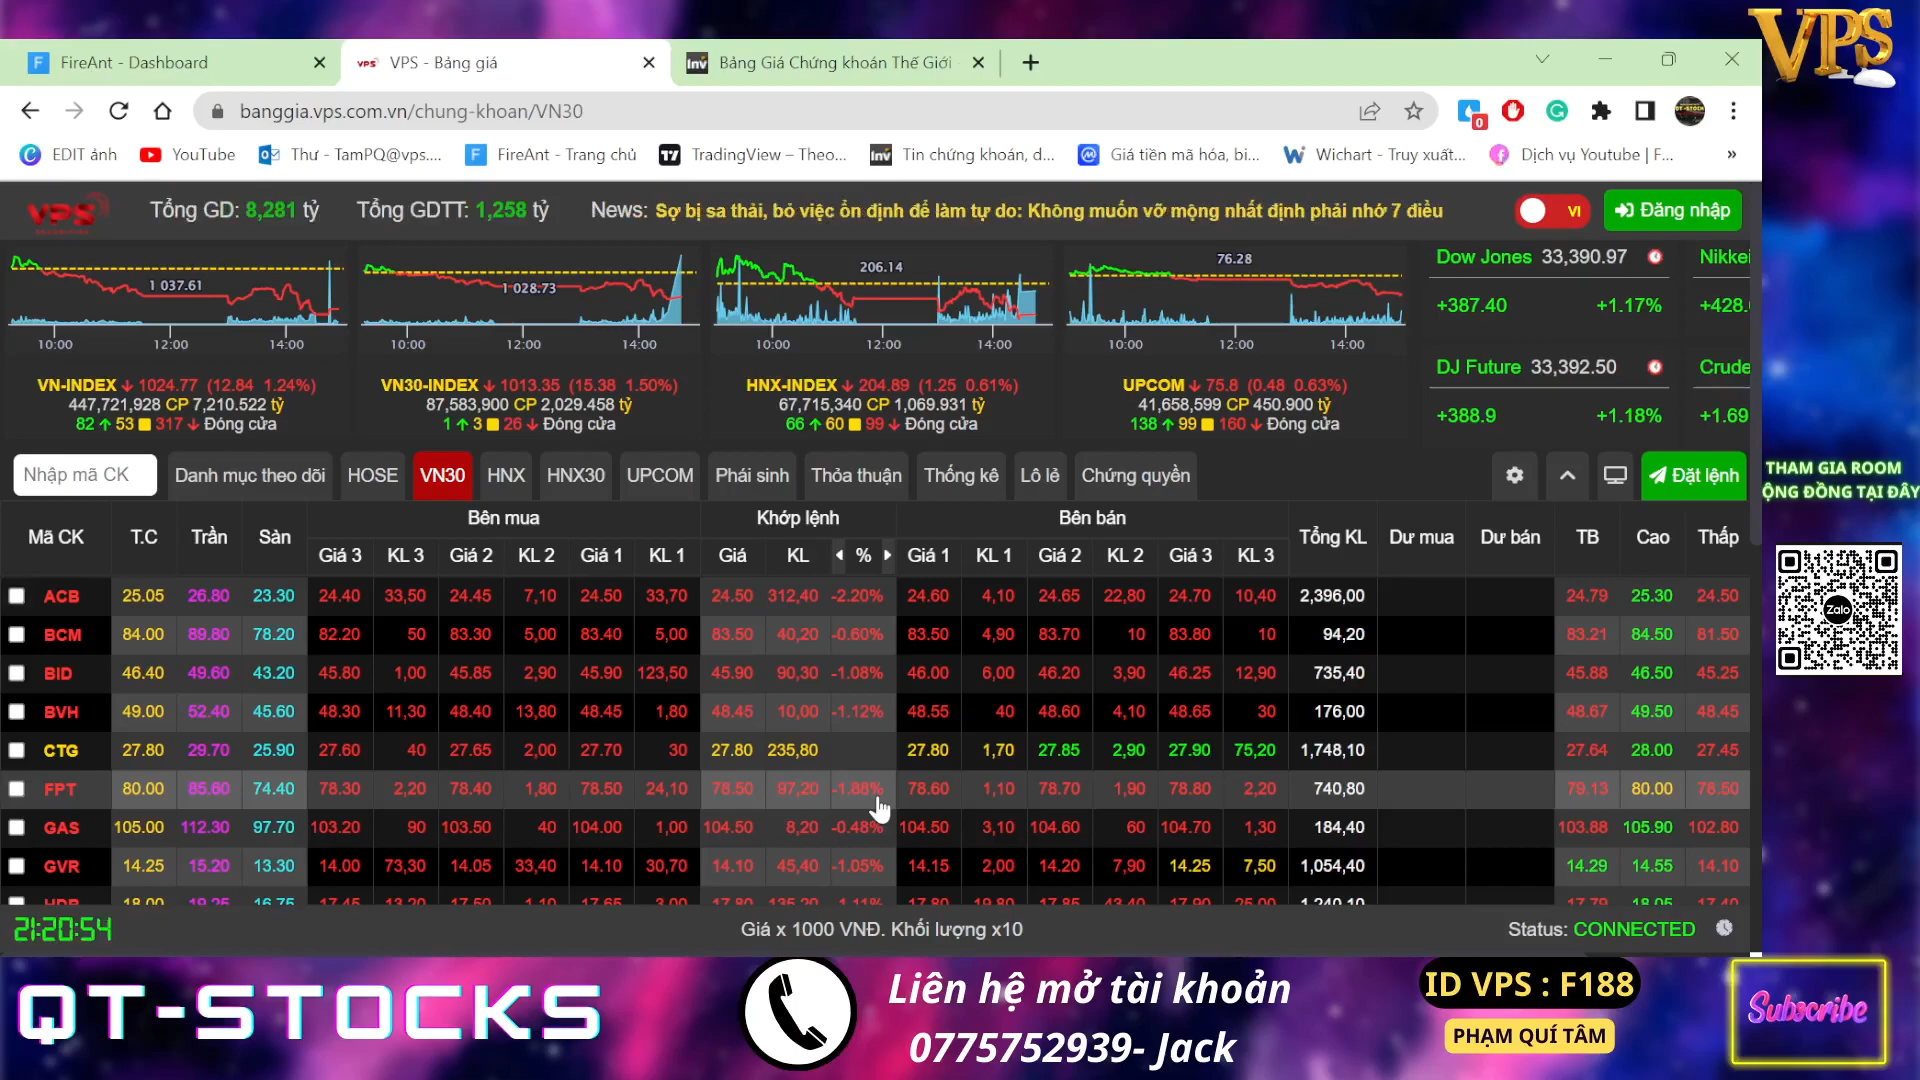 VPS
FireAnt - Dashboard
VPS - Bảng giá
Bảng Giá Chứng khoán Thế Giới
banggia.vps.com.vn/chung-khoan/VN30
EDIT ảnh YouTube Thư - TamPQ@vps.... FireAnt - Trang chủ TradingView – Theo... Tin chứng khoán, d... Giá tiền mã hóa, bi... Wichart - Truy xuất... Dịch vụ Youtube | F... »
VPS Tổng GD: 8,281 tỷ Tổng GDTT: 1,258 tỷ News: Sợ bị sa thải, bỏ việc ổn định để làm tự do: Không muốn vỡ mộng nhất định phải nhớ 7 điều VI Đăng nhập
1 037.61 1 028.73 206.14 76.28
10:00 12:00 14:00 10:00 12:00 14:00 10:00 12:00 14:00 10:00 12:00 14:00
Dow Jones 33,390.97 Nikke
+387.40 +1.17% +428.
DJ Future 33,392.50 Crude
+388.9 +1.18% +1.69
VN-INDEX 1024.77 (12.84 1.24%)
447,721,928 CP 7,210.522 tỷ
82 53 317 Đóng cửa
VN30-INDEX 1013.35 (15.38 1.50%)
87,583,900 CP 2,029.458 tỷ
1 3 26 Đóng cửa
HNX-INDEX 204.89 (1.25 0.61%)
67,715,340 CP 1,069.931 tỷ
66 60 99 Đóng cửa
UPCOM 75.8 (0.48 0.63%)
41,658,599 CP 450.900 tỷ
138 99 160 Đóng cửa
Nhập mã CK Danh mục theo dõi HOSE VN30 HNX HNX30 UPCOM Phái sinh Thỏa thuận Thống kê Lô lẻ Chứng quyền Đặt lệnh
Mã CK T.C Trần Sàn Bên mua Khớp lệnh Bên bán Tổng KL Dư mua Dư bán TB Cao Thấp
Giá 3 KL 3 Giá 2 KL 2 Giá 1 KL 1 Giá KL % Giá 1 KL 1 Giá 2 KL 2 Giá 3 KL 3
ACB 25.05 26.80 23.30 24.40 33,50 24.45 7,10 24.50 33,70 24.50 312,40 -2.20% 24.60 4,10 24.65 22,80 24.70 10,40 2,396,00 24.79 25.30 24.50
BCM 84.00 89.80 78.20 82.20 50 83.30 5,00 83.40 5,00 83.50 40,20 -0.60% 83.50 4,90 83.70 10 83.80 10 94,20 83.21 84.50 81.50
BID 46.40 49.60 43.20 45.80 1,00 45.85 2,90 45.90 123,50 45.90 90,30 -1.08% 46.00 6,00 46.20 3,90 46.25 12,90 735,40 45.88 46.50 45.25
BVH 49.00 52.40 45.60 48.30 11,30 48.40 13,80 48.45 1,80 48.45 10,00 -1.12% 48.55 40 48.60 4,10 48.65 30 176,00 48.67 49.50 48.45
CTG 27.80 29.70 25.90 27.60 40 27.65 2,00 27.70 30 27.80 235,80 27.80 1,70 27.85 2,90 27.90 75,20 1,748,10 27.64 28.00 27.45
FPT 80.00 85.60 74.40 78.30 2,20 78.40 1,80 78.50 24,10 78.50 97,20 -1.88% 78.60 1,10 78.70 1,90 78.80 2,20 740,80 79.13 80.00 78.50
GAS 105.00 112.30 97.70 103.20 90 103.50 40 104.00 1,00 104.50 8,20 -0.48% 104.50 3,10 104.60 60 104.70 1,30 184,40 103.88 105.90 102.80
GVR 14.25 15.20 13.30 14.00 73,30 14.05 33,40 14.10 30,70 14.10 45,40 -1.05% 14.15 2,00 14.20 7,90 14.25 7,50 1,054,40 14.29 14.55 14.10
21:20:54 Giá x 1000 VNĐ. Khối lượng x10 Status: CONNECTED
THAM GIA ROOM
ỘNG ĐỒNG TẠI ĐÂY
Zalo
QT-STOCKS
Liên hệ mở tài khoản
0775752939- Jack
ID VPS : F188
PHẠM QUÍ TÂM
Subscribe